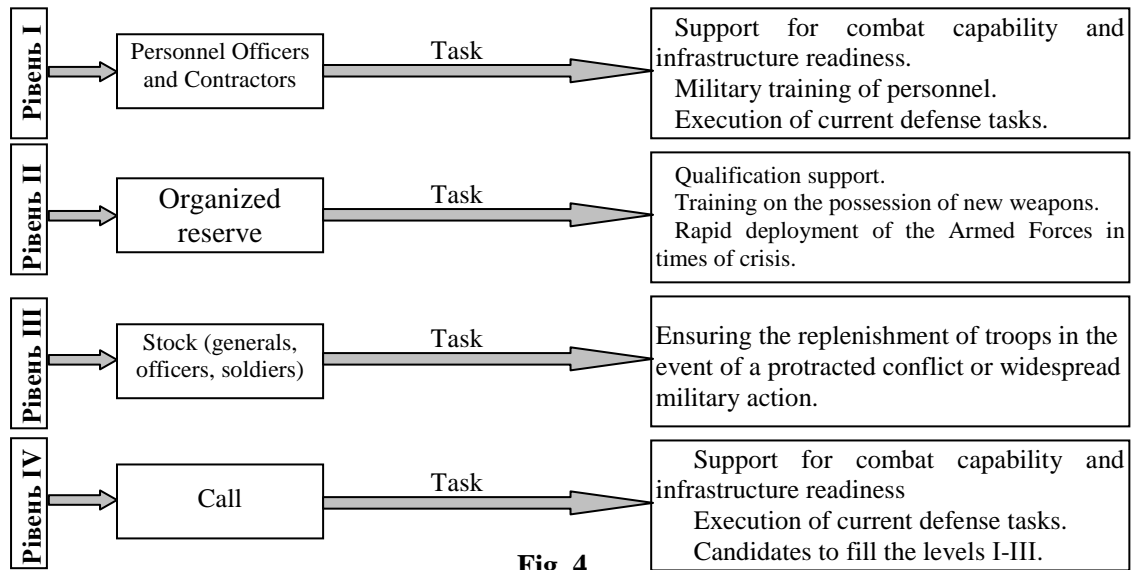 Рівень I
Personnel Officers
and Contractors
Task
Support for combat capability and
infrastructure readiness.
Military training of personnel.
Execution of current defense tasks.
Рівень II
Organized
reserve
Task
Qualification support.
Training on the possession of new weapons.
Rapid deployment of the Armed Forces in
times of crisis.
Рівень III
Stock (generals,
officers, soldiers)
Task
Ensuring the replenishment of troops in the
event of a protracted conflict or widespread
military action.
Рівень IV
Call
Task
Support for combat capability and
infrastructure readiness
Execution of current defense tasks.
Candidates to fill the levels I-III.
Fig. 4